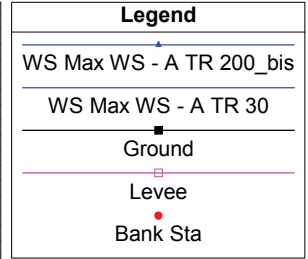 Legend
WS Max WS - A TR 200_bis
WS Max WS - A TR 30
Ground
Levee
Bank Sta